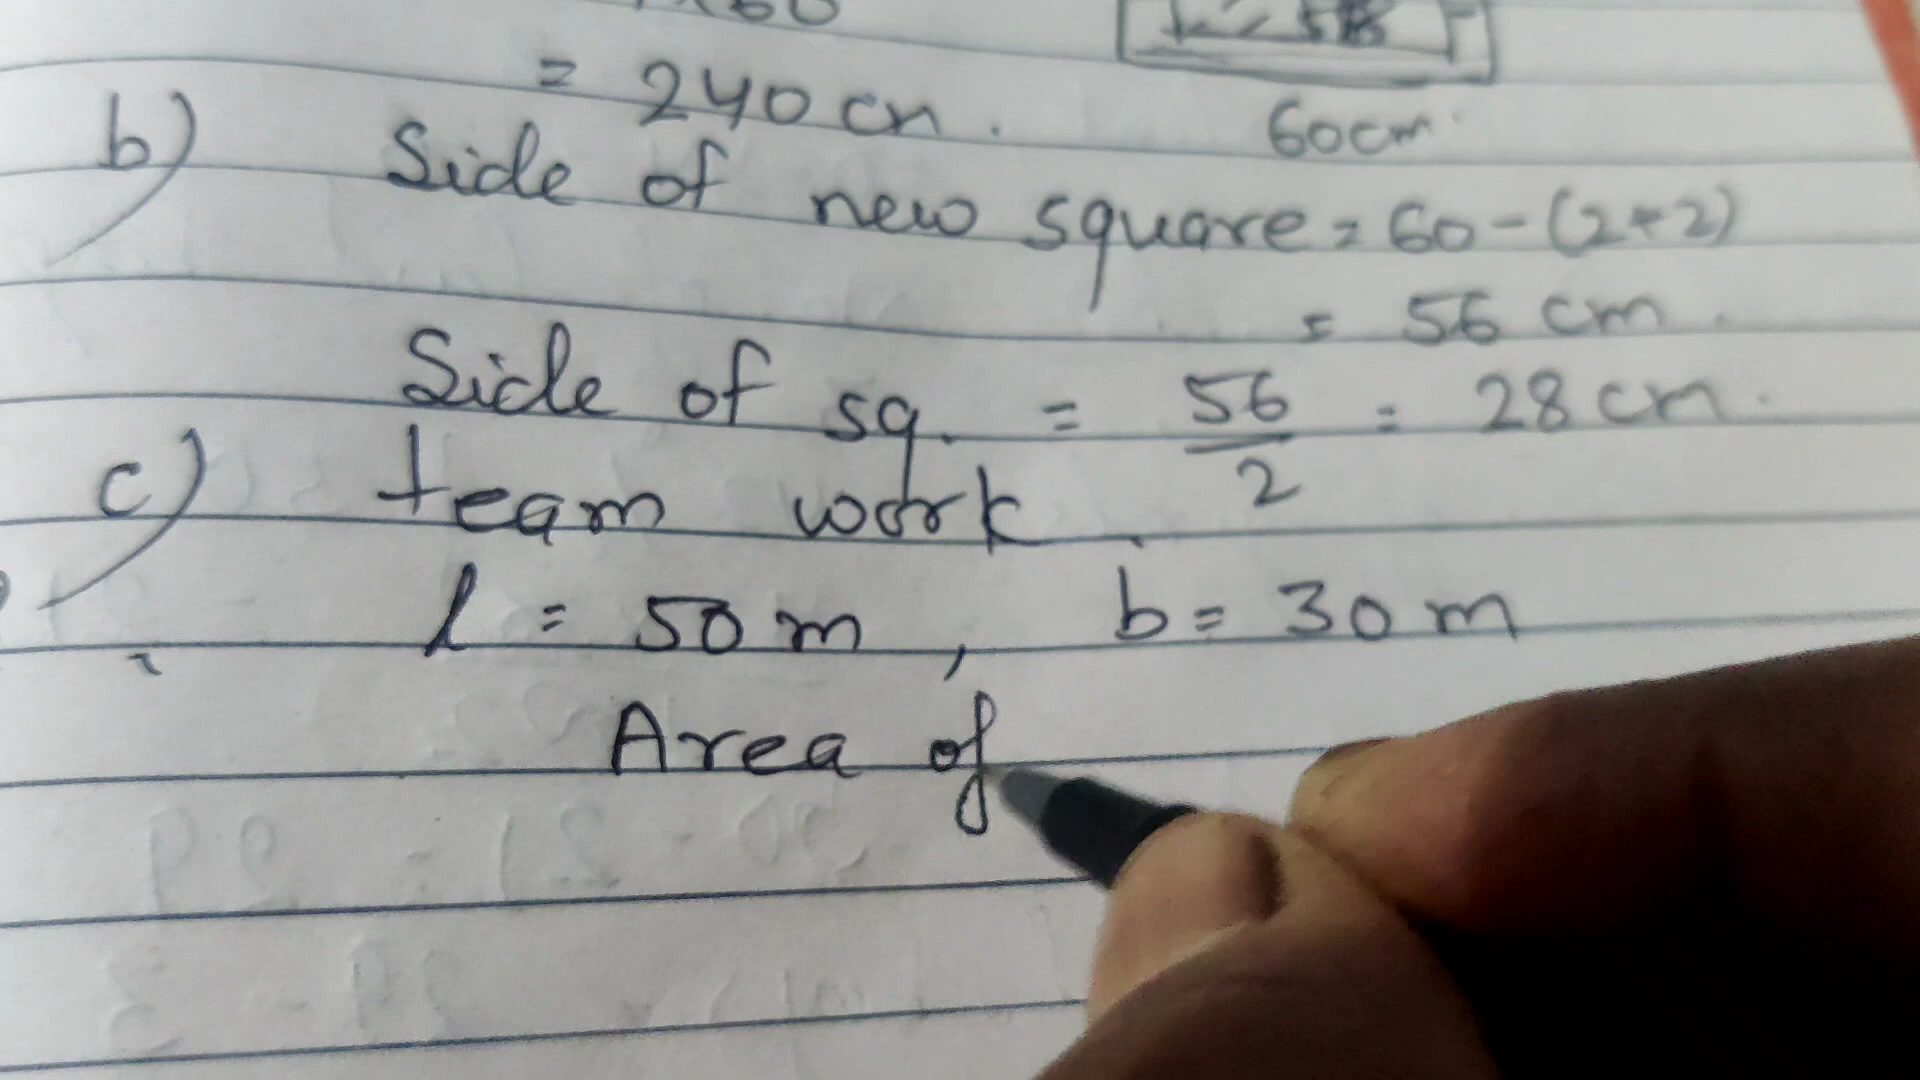 = 240 cm.
60cm.
b) Side of new square = 60 - (2+2)
= 56 cm.
Side of sq. = 56/2 = 28 cm.
c) team work.
l = 50 m, b = 30 m
Area of